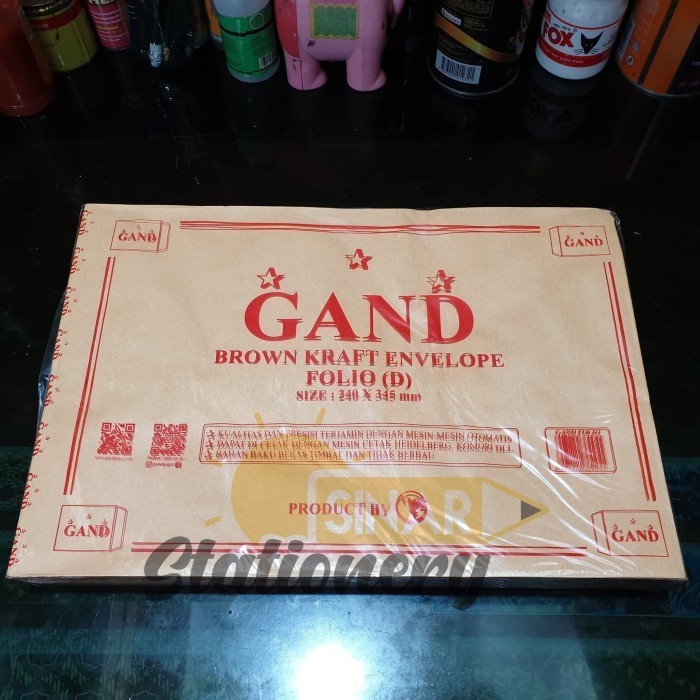 FOX
GAND
GAND
GAND
BROWN KRAFT ENVELOPE
FOLIO (D)
SIZE : 240 X 345 mm
KUALITAS DAN PRESISI TERJAMIN DENGAN MESIN-MESIN OTOMATIS
DAPAT DI CETAK DENGAN MESIN CETAK HEIDELBERG, KOMORI DLL
BAHAN BAKU BEBAS TIMBAL DAN TIDAK BERBAU
GAND FOLIO
PRODUCT BY
SINAR
GAND
GAND
Stationery